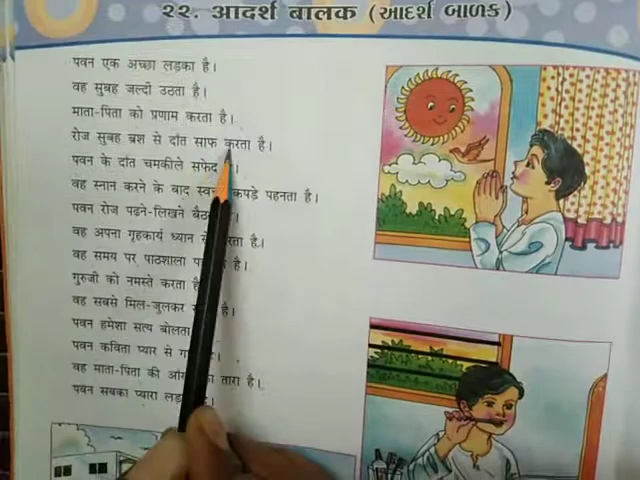 २२. आदर्श बालक (આદર્શ બાળક)
पवन एक अच्छा लड़का है।
वह सुबह जल्दी उठता है।
माता-पिता को प्रणाम करता है।
रोज सुबह ब्रश से दाँत साफ करता है।
पवन के दाँत चमकीले सफेद
वह स्नान करने के बाद कपड़े पहनता है।
पवन रोज पढ़ने-लिखने
वह अपना गृहकार्य ध्यान से है।
वह समय पर पाठशाला है।
गुरुजी को नमस्ते करता
वह सबसे मिल-जुलकर है।
पवन हमेशा सत्य बोलता
पवन कविता प्यार से है।
वह माता-पिता की का तारा है।
पवन सबका प्यारा